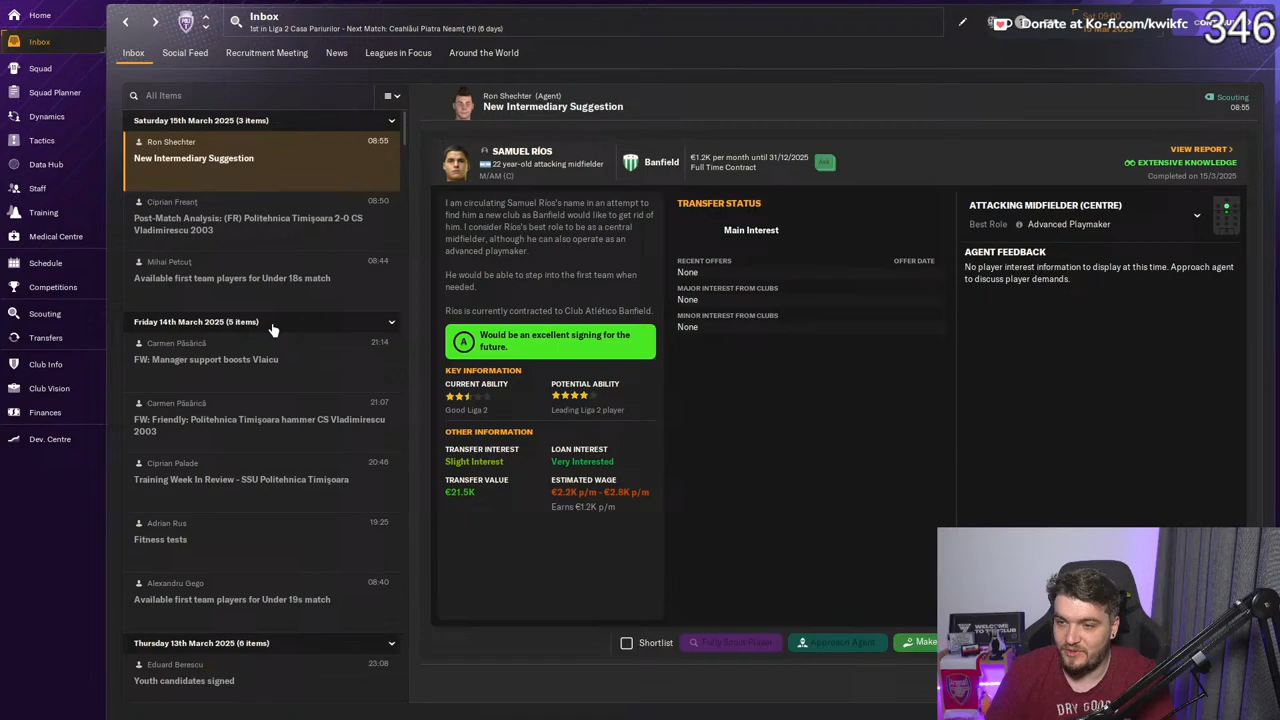 Home
Inbox
Squad
Squad Planner
Dynamics
Tactics
Data Hub
Staff
Training
Medical Centre
Schedule
Competitions
Scouting
Transfers
Club Info
Club Vision
Finances
Dev. Centre
Inbox
1st in Liga 2 Casa Pariurilor - Next Match: Ceahlăul Piatra Neamţ (H) (6 days)
Donate at Ko-fi.com/kwikfc
346
Inbox
Social Feed
Recruitment Meeting
News
Leagues in Focus
Around the World
All Items
Saturday 15th March 2025 (3 items)
Ron Shechter 08:55
New Intermediary Suggestion
Ciprian Freanţ 08:50
Post-Match Analysis: (FR) Politehnica Timişoara 2-0 CS
Vladimirescu 2003
Mihai Petcuţ 08:44
Available first team players for Under 18s match
Friday 14th March 2025 (5 items)
Carmen Păsărică 21:14
FW: Manager support boosts Vlaicu
Carmen Păsărică 21:07
FW: Friendly: Politehnica Timişoara hammer CS Vladimirescu
2003
Ciprian Palade 20:46
Training Week In Review - SSU Politehnica Timişoara
Adrian Rus 19:25
Fitness tests
Alexandru Gego 08:40
Available first team players for Under 19s match
Thursday 13th March 2025 (6 items)
Eduard Berescu 23:08
Youth candidates signed
Ron Shechter (Agent)
New Intermediary Suggestion
Scouting
08:55
SAMUEL RÍOS
22 year-old attacking midfielder
M/AM (C)
Banfield
€1.2K per month until 31/12/2025
Full Time Contract
Ask
VIEW REPORT >
EXTENSIVE KNOWLEDGE
Completed on 15/3/2025
I am circulating Samuel Ríos's name in an attempt to
find him a new club as Banfield would like to get rid of
him. I consider Ríos's best role to be as a central
midfielder, although he can also operate as an
advanced playmaker.
He would be able to step into the first team when
needed.
Ríos is currently contracted to Club Atlético Banfield.
A
Would be an excellent signing for the
future.
KEY INFORMATION
CURRENT ABILITY
POTENTIAL ABILITY
Good Liga 2
Leading Liga 2 player
OTHER INFORMATION
TRANSFER INTEREST
LOAN INTEREST
Slight Interest
Very Interested
TRANSFER VALUE
ESTIMATED WAGE
€21.5K
€2.2K p/m - €2.8K p/m
Earns €1.2K p/m
TRANSFER STATUS
Main Interest
RECENT OFFERS
OFFER DATE
None
MAJOR INTEREST FROM CLUBS
None
MINOR INTEREST FROM CLUBS
None
ATTACKING MIDFIELDER (CENTRE)
Best Role
Advanced Playmaker
AGENT FEEDBACK
No player interest information to display at this time. Approach agent
to discuss player demands.
Shortlist
Fully Scout Player
Approach Agent
Make
DRY GOOD